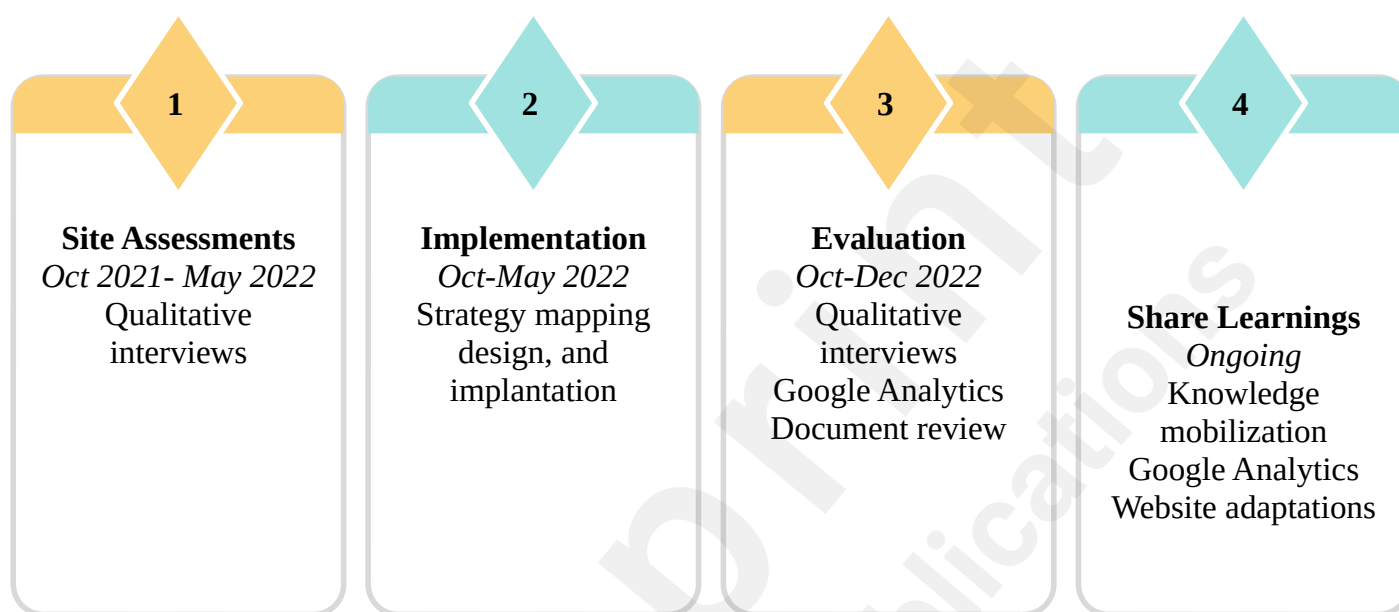 1
Site Assessments
Oct 2021- May 2022
Qualitative
interviews
2
Implementation
Oct-May 2022
Strategy mapping
design, and
implantation
3
Evaluation
Oct-Dec 2022
Qualitative
interviews
Google Analytics
Document review
4
Share Learnings
Ongoing
Knowledge
mobilization
Google Analytics
Website adaptations
print